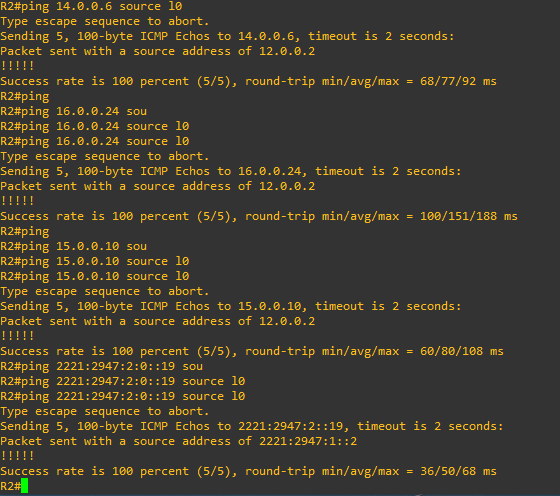 R2#ping 14.0.0.6 source l0
Type escape sequence to abort.
Sending 5, 100-byte ICMP Echos to 14.0.0.6, timeout is 2 seconds:
Packet sent with a source address of 12.0.0.2
!!!!!
Success rate is 100 percent (5/5), round-trip min/avg/max = 68/77/92 ms
R2#ping
R2#ping 16.0.0.24 sou
R2#ping 16.0.0.24 source l0
R2#ping 16.0.0.24 source l0
Type escape sequence to abort.
Sending 5, 100-byte ICMP Echos to 16.0.0.24, timeout is 2 seconds:
Packet sent with a source address of 12.0.0.2
!!!!!
Success rate is 100 percent (5/5), round-trip min/avg/max = 100/151/188 ms
R2#ping
R2#ping 15.0.0.10 sou
R2#ping 15.0.0.10 source l0
R2#ping 15.0.0.10 source l0
Type escape sequence to abort.
Sending 5, 100-byte ICMP Echos to 15.0.0.10, timeout is 2 seconds:
Packet sent with a source address of 12.0.0.2
!!!!!
Success rate is 100 percent (5/5), round-trip min/avg/max = 60/80/108 ms
R2#ping 2221:2947:2:0::19 sou
R2#ping 2221:2947:2:0::19 source l0
R2#ping 2221:2947:2:0::19 source l0
Type escape sequence to abort.
Sending 5, 100-byte ICMP Echos to 2221:2947:2::19, timeout is 2 seconds:
Packet sent with a source address of 2221:2947:1::2
!!!!!
Success rate is 100 percent (5/5), round-trip min/avg/max = 36/50/68 ms
R2#